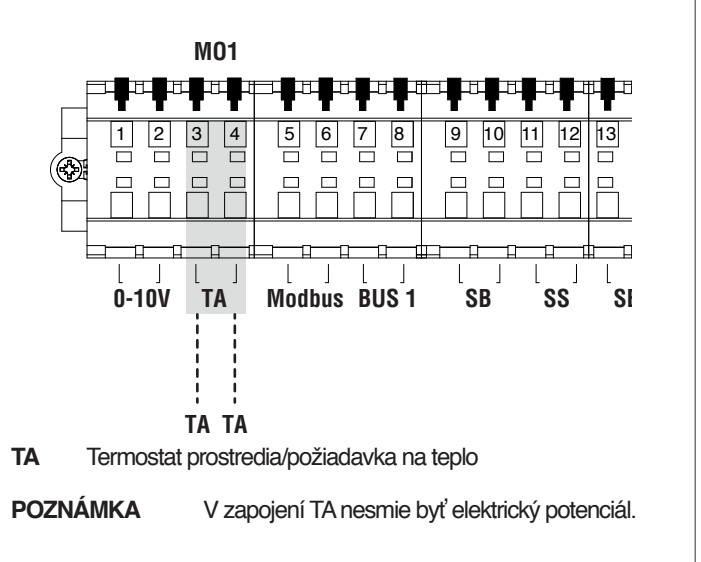 M01
1 2 3 4 5 6 7 8 9 10 11 12 13
0-10V TA Modbus BUS 1 SB SS
TA TA
TA Termostat prostredia/požiadavka na teplo
POZNÁMKA V zapojení TA nesmie byť elektrický potenciál.